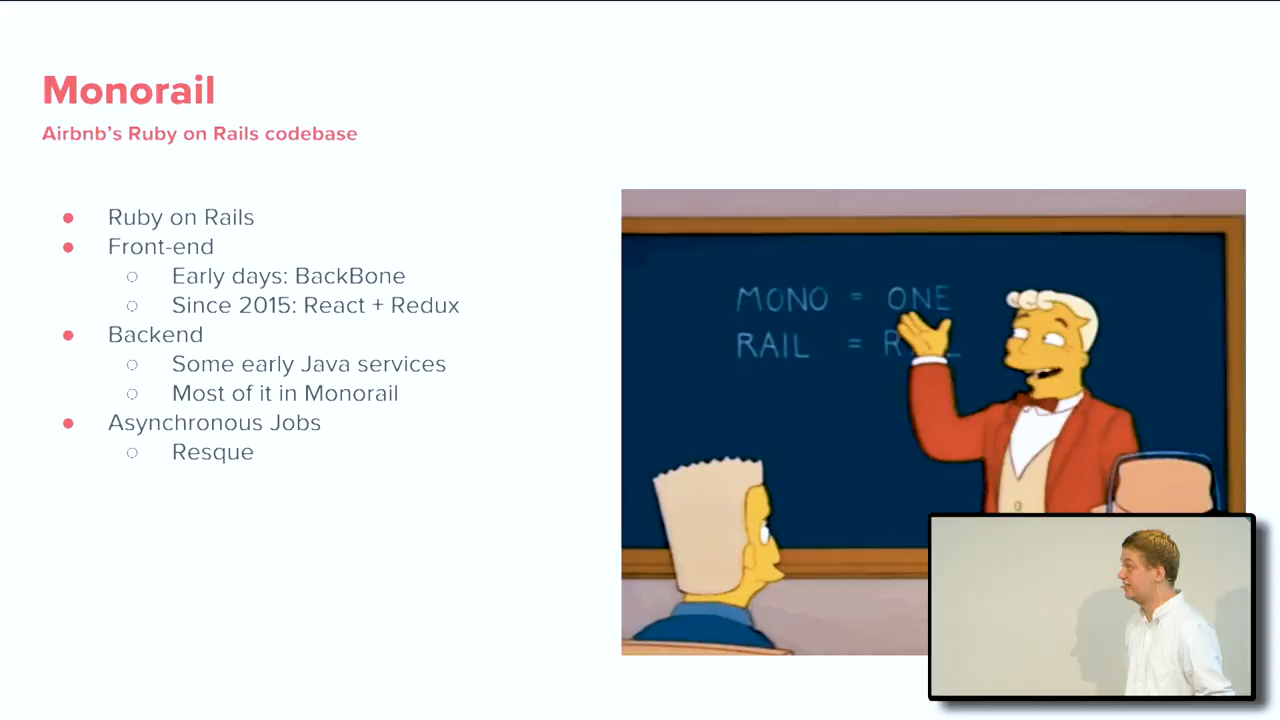 Monorail
Airbnb's Ruby on Rails codebase
● Ruby on Rails
● Front-end
○ Early days: BackBone
○ Since 2015: React + Redux
● Backend
○ Some early Java services
○ Most of it in Monorail
● Asynchronous Jobs
○ Resque
MONO = ONE
RAIL =